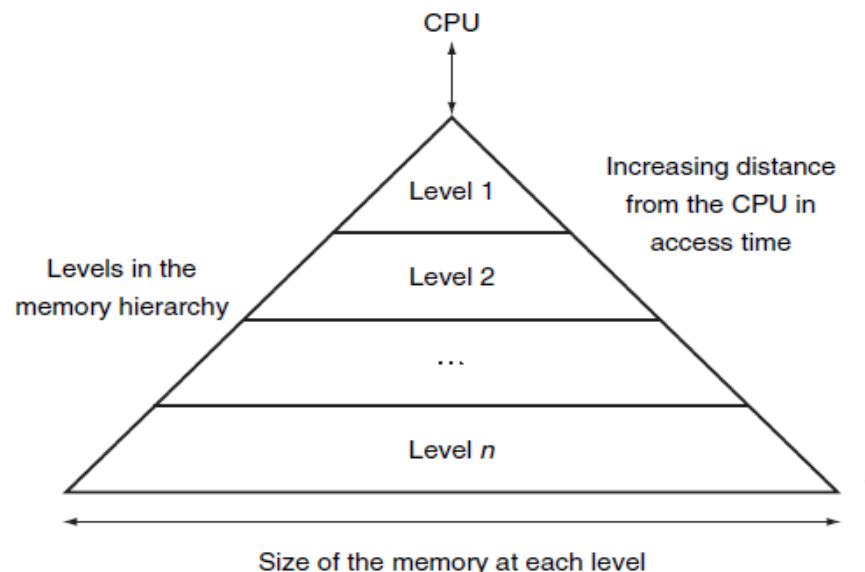 CPU
Level 1
Increasing distance
from the CPU in
access time
Levels in the
memory hierarchy
Level 2
...
Level n
Size of the memory at each level